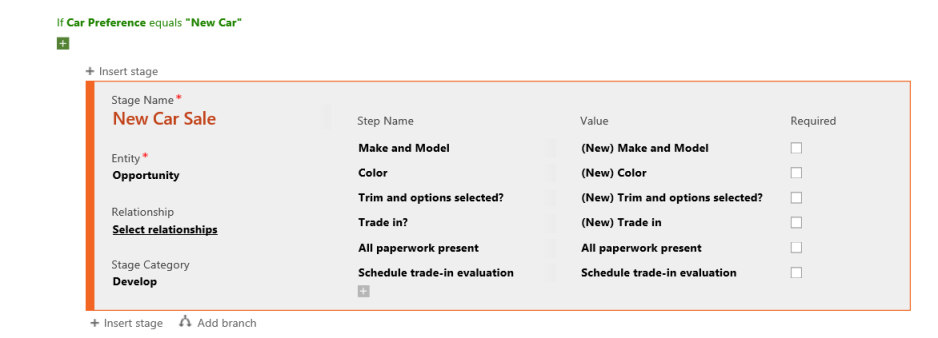 If Car Preference equals "New Car"
+ Insert stage
Stage Name*
New Car Sale
Entity*
Opportunity
Relationship
Select relationships
Stage Category
Develop
Step Name Value Required
Make and Model (New) Make and Model
Color (New) Color
Trim and options selected? (New) Trim and options selected?
Trade in? (New) Trade in
All paperwork present All paperwork present
Schedule trade-in evaluation Schedule trade-in evaluation
+ Insert stage Add branch